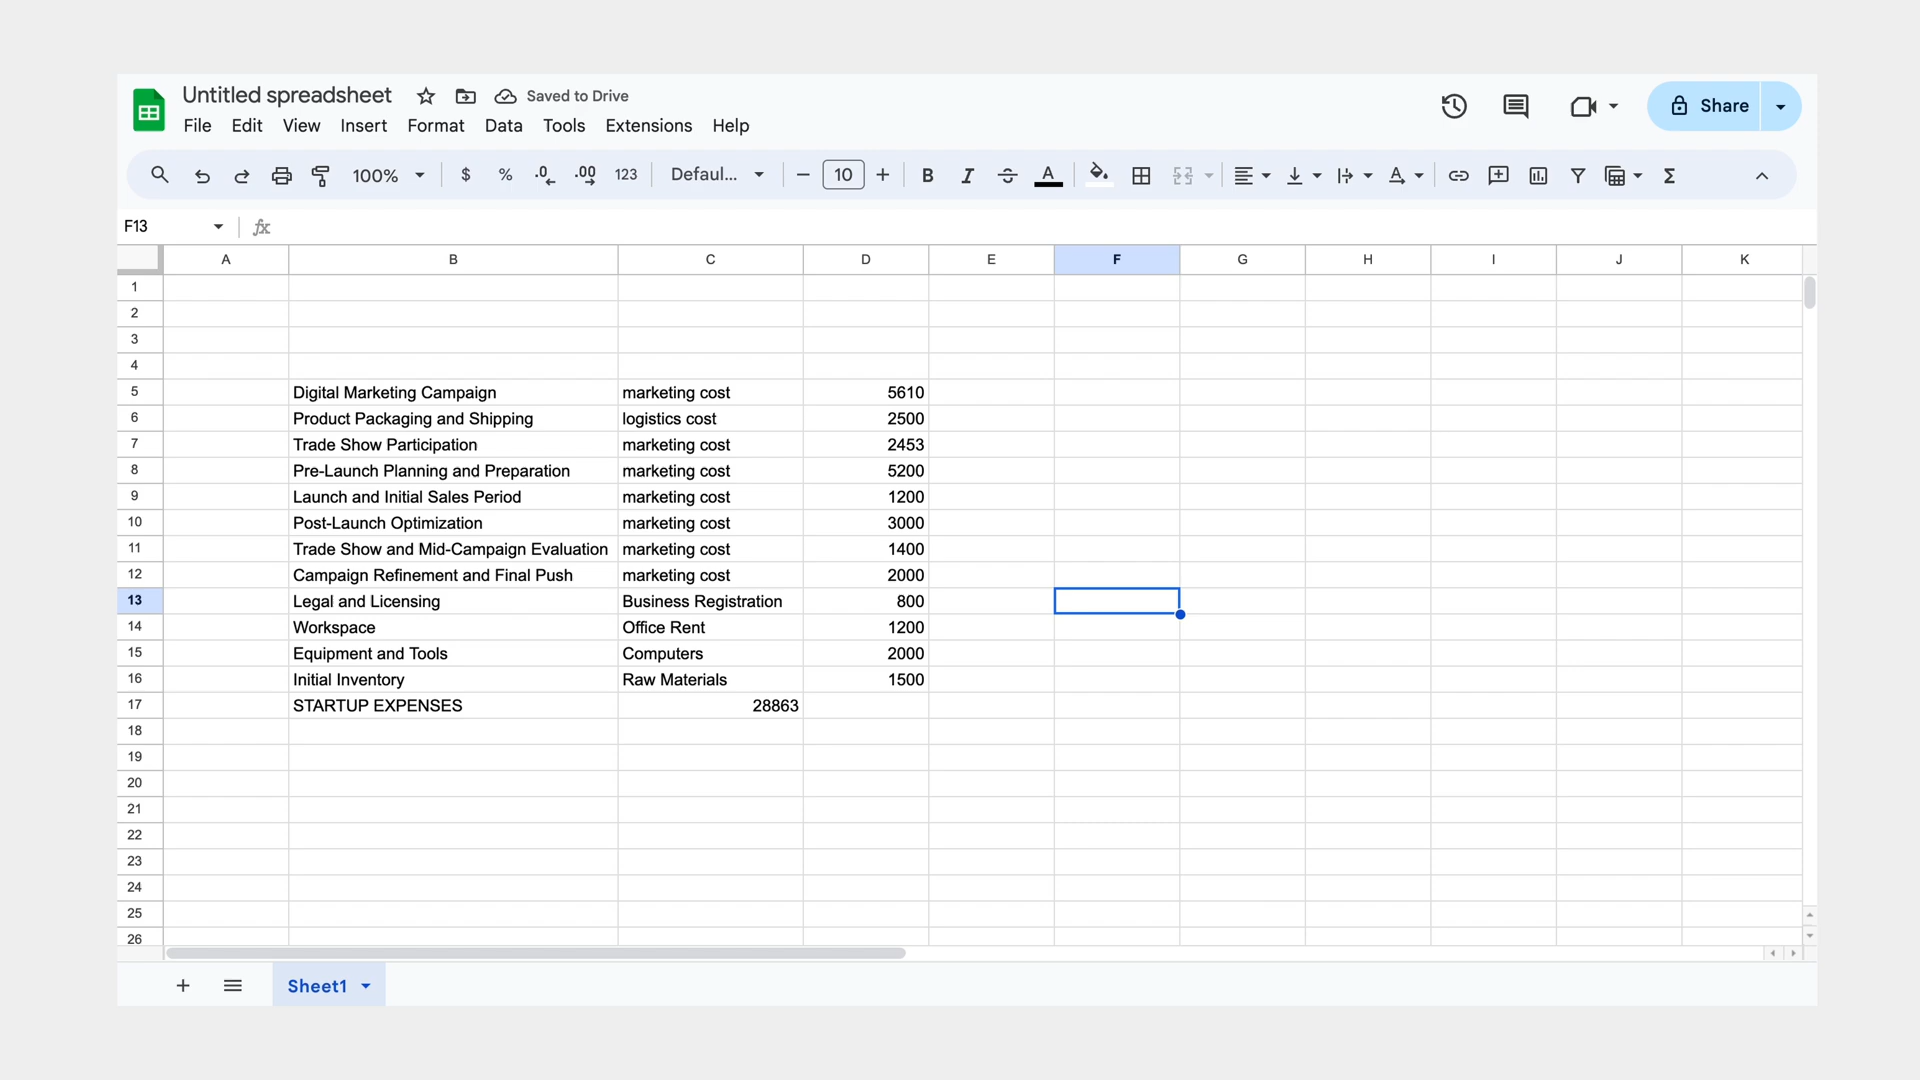 Untitled spreadsheet Saved to Drive
File Edit View Insert Format Data Tools Extensions Help
Share
100% $ % .0 .00 123 Defaul... 10 B I S A A Σ
F13 fx
A B C D E F G H I J K
1
2
3
4
5 Digital Marketing Campaign marketing cost 5610
6 Product Packaging and Shipping logistics cost 2500
7 Trade Show Participation marketing cost 2453
8 Pre-Launch Planning and Preparation marketing cost 5200
9 Launch and Initial Sales Period marketing cost 1200
10 Post-Launch Optimization marketing cost 3000
11 Trade Show and Mid-Campaign Evaluation marketing cost 1400
12 Campaign Refinement and Final Push marketing cost 2000
13 Legal and Licensing Business Registration 800
14 Workspace Office Rent 1200
15 Equipment and Tools Computers 2000
16 Initial Inventory Raw Materials 1500
17 STARTUP EXPENSES 28863
18
19
20
21
22
23
24
25
26
Sheet1